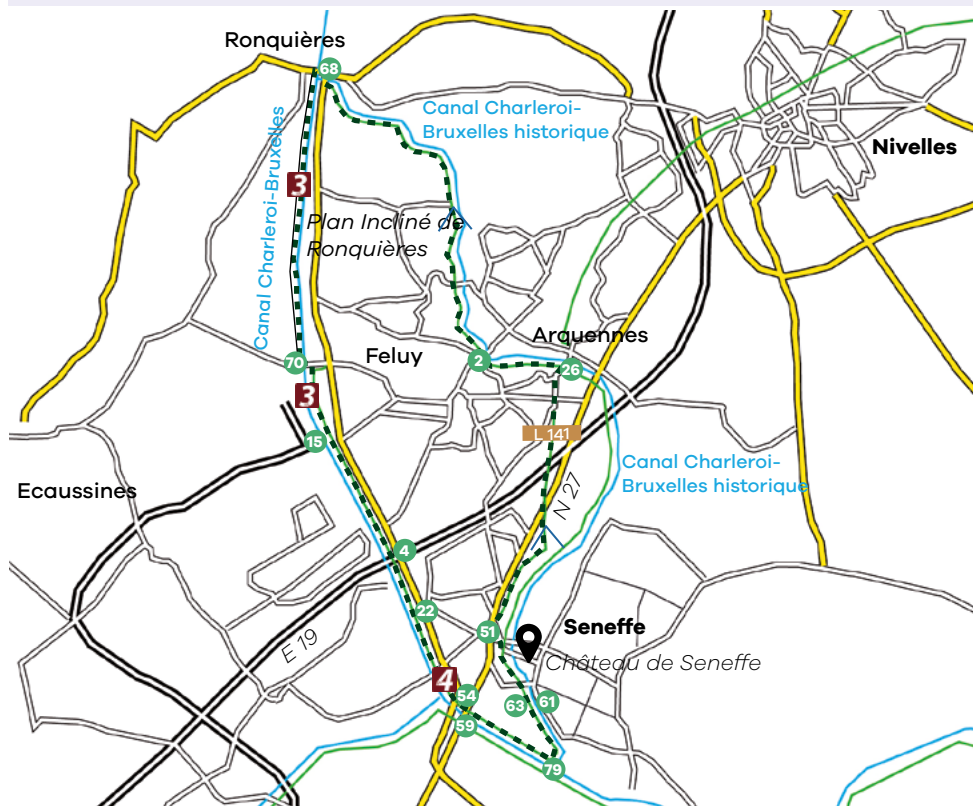 Ronquières
68
Canal Charleroi-
Bruxelles historique
Nivelles
Canal Charleroi-Bruxelles
3
Plan Incliné de
Ronquières
Arquennes
Feluy
70
2
26
3
L 141
15
Canal Charleroi-
Bruxelles historique
Ecaussines
N 27
4
22
E 19
51
Seneffe
Château de Seneffe
4
54
63
61
59
79